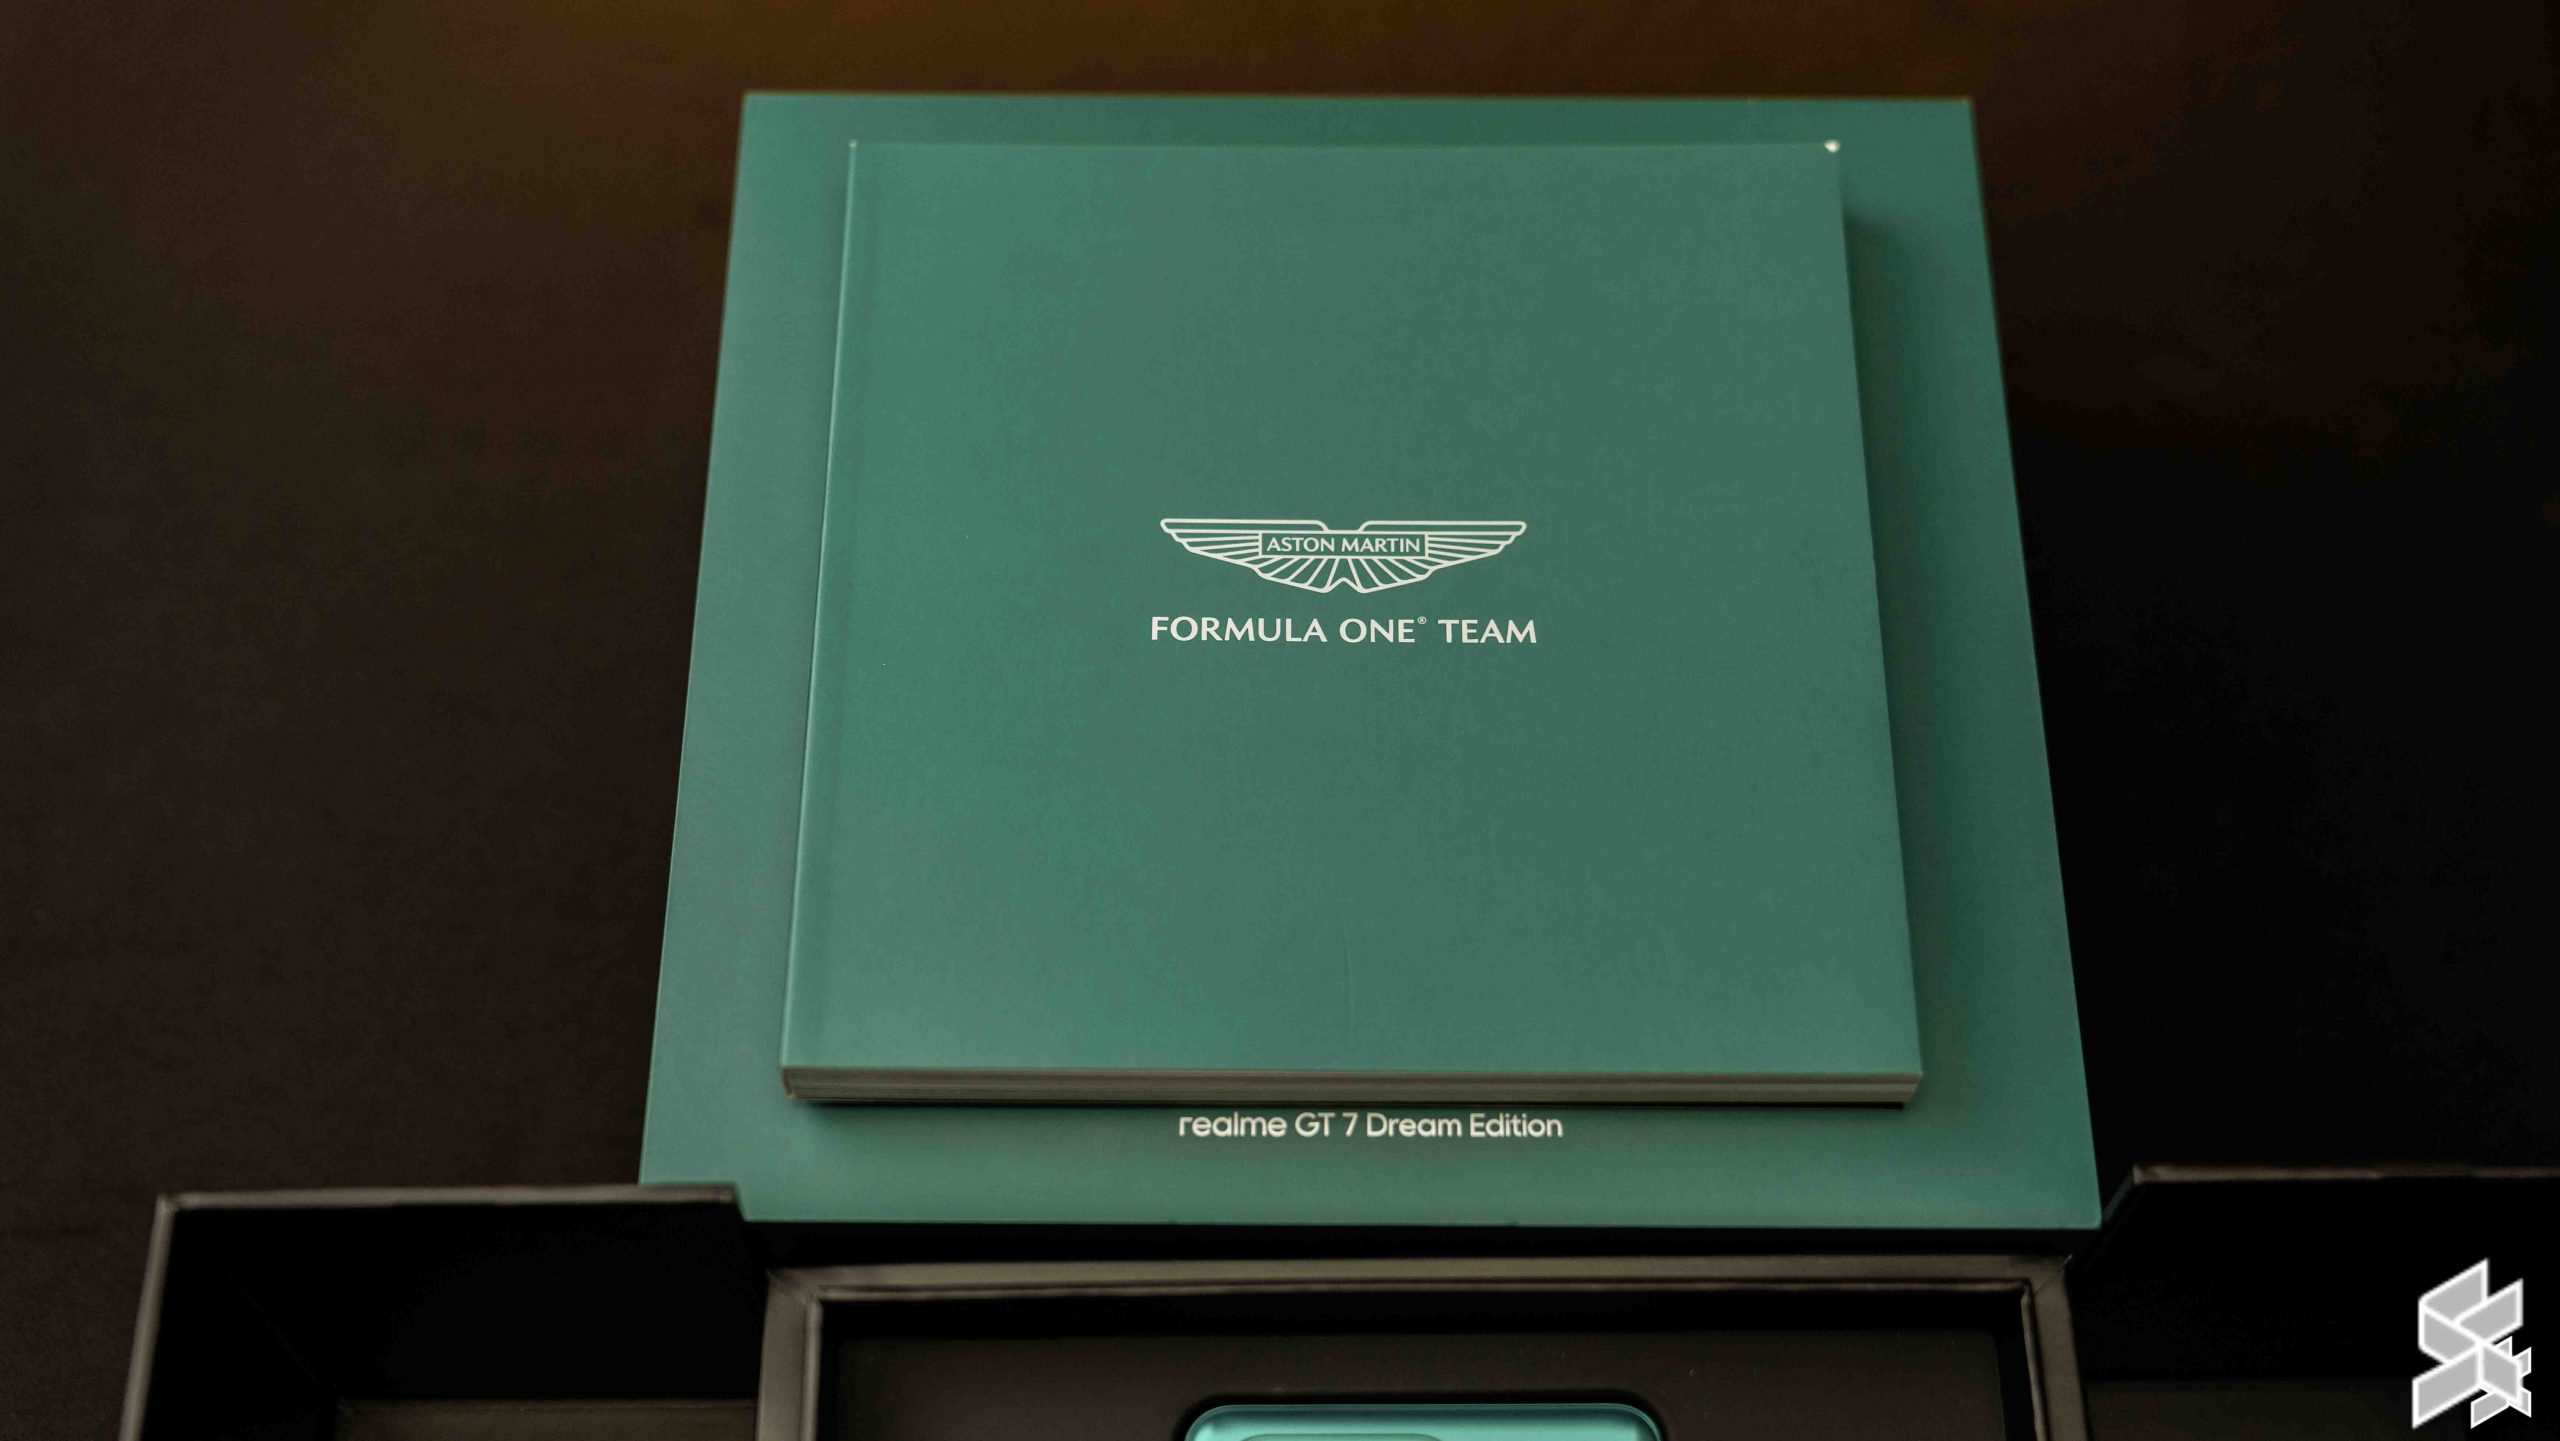 ASTON MARTIN
FORMULA ONE® TEAM
realme GT 7 Dream Edition